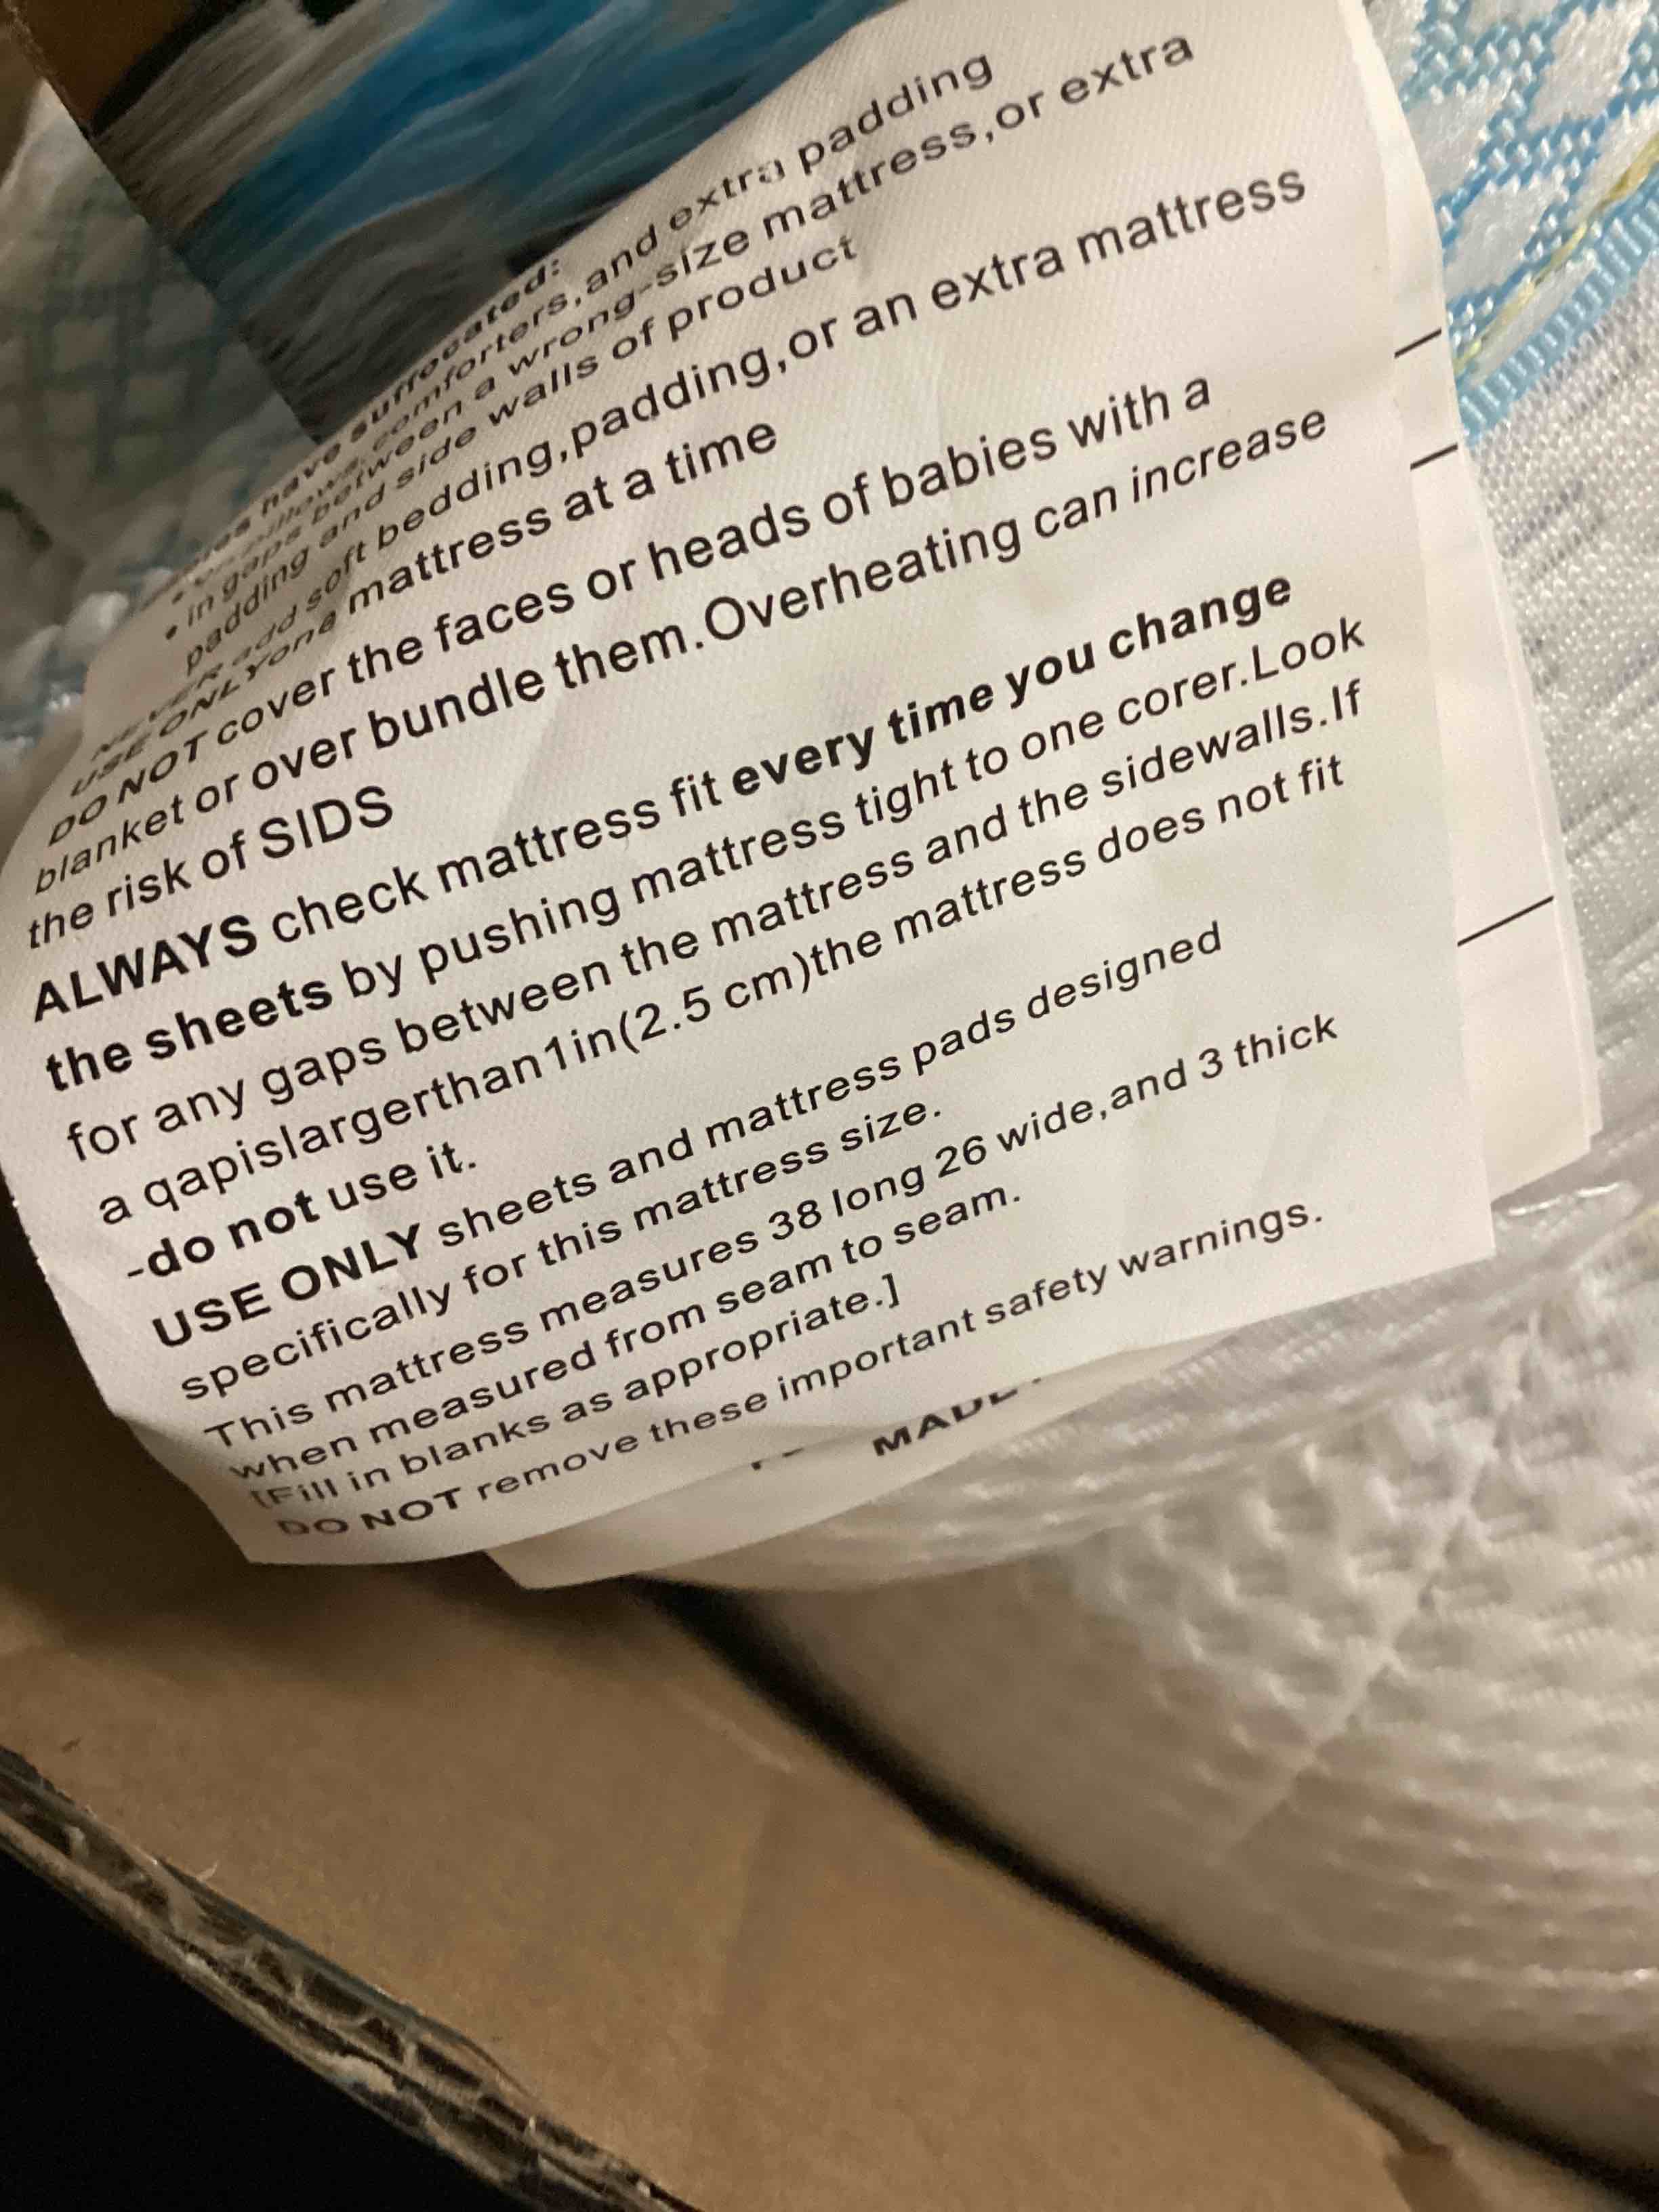 have suffocated:
• pillows,comforters,and extra padding
• in gaps between a wrong-size mattress,or extra
padding and side walls of product
NEVER add soft bedding,padding,or an extra mattress
USE ONLYone mattress at a time
DO NOT cover the faces or heads of babies with a
blanket or over bundle them.Overheating can increase
the risk of SIDS
ALWAYS check mattress fit every time you change
the sheets by pushing mattress tight to one corer.Look
for any gaps between the mattress and the sidewalls.If
a qapislargerthan1in(2.5 cm)the mattress does not fit
-do not use it.
USE ONLY sheets and mattress pads designed
specifically for this mattress size.
This mattress measures 38 long 26 wide,and 3 thick
when measured from seam to seam.
[Fill in blanks as appropriate.]
DO NOT remove these important safety warnings.